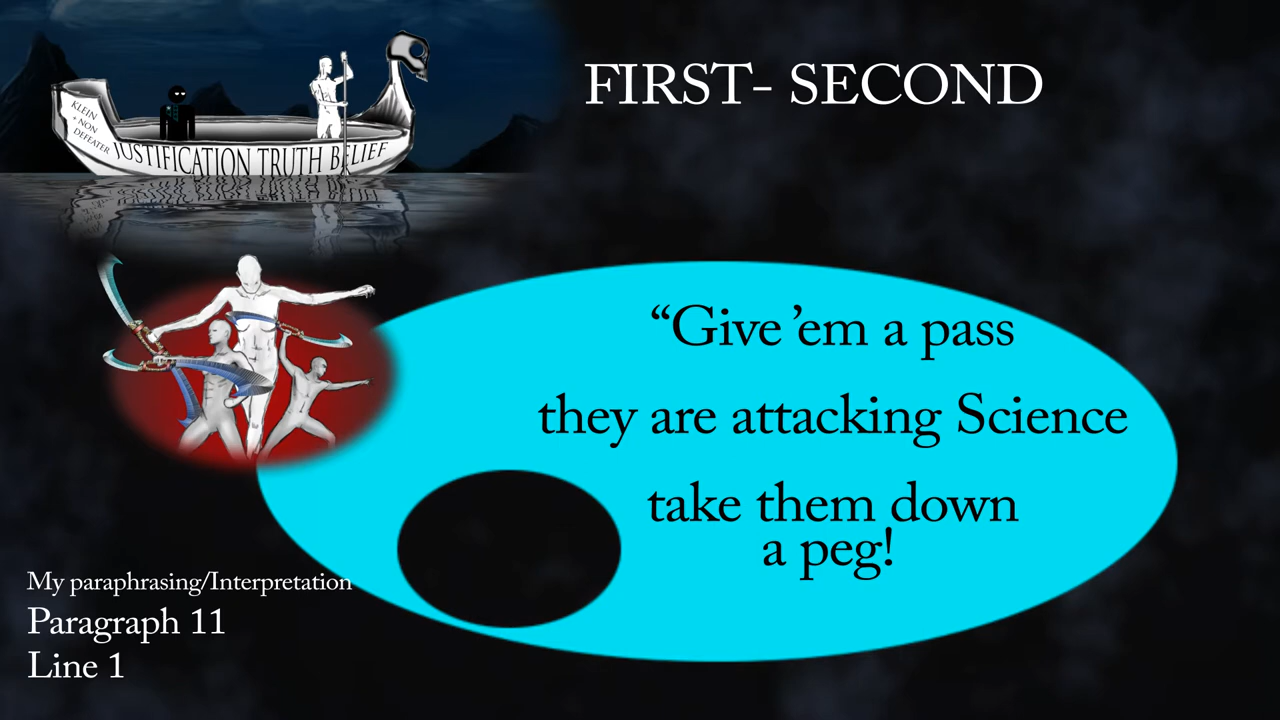 FIRST- SECOND
KLEIN
+ NON
DEFEATER
JUSTIFICATION TRUTH BELIEF
“Give ’em a pass
they are attacking Science
take them down
a peg!
My paraphrasing/Interpretation
Paragraph 11
Line 1